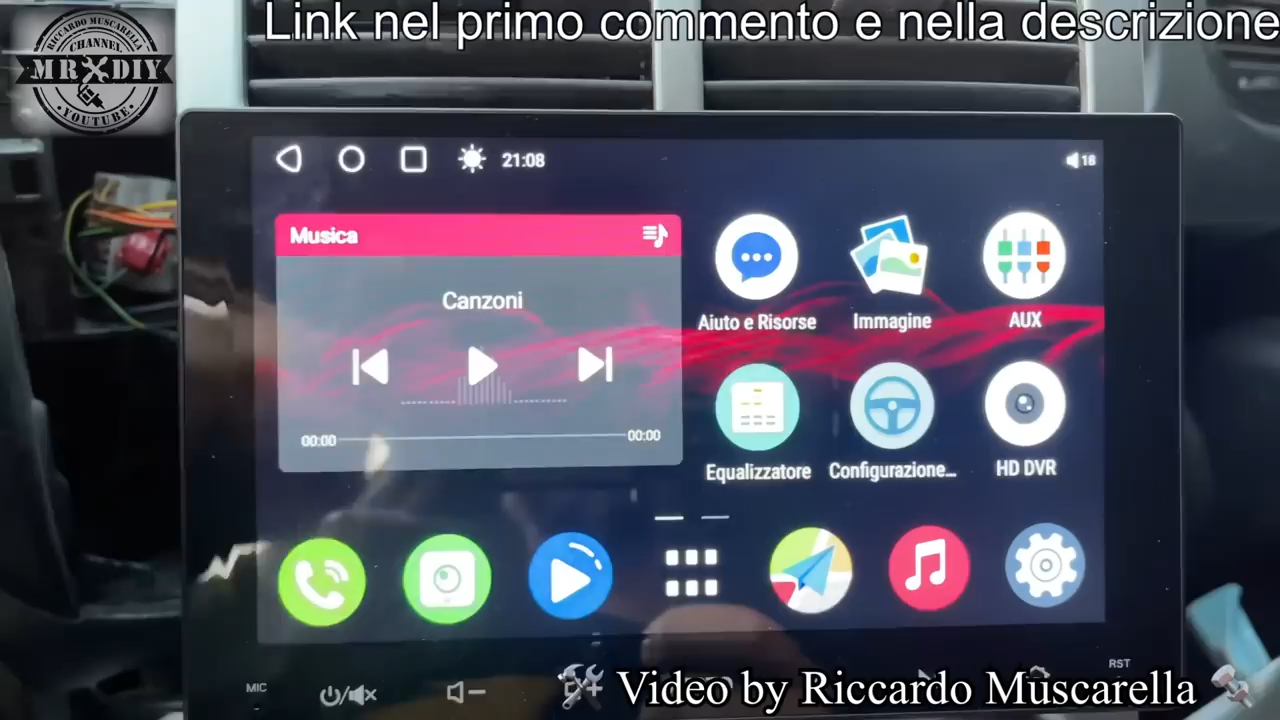 Link nel primo commento e nella descrizione
RICCARDO MUSCARELLA
CHANNEL
MR DIY
YOUTUBE
21:08
18
Musica
Canzoni
00:00
00:00
Aiuto e Risorse
Immagine
AUX
Equalizzatore
Configurazione...
HD DVR
MIC
RST
Video by Riccardo Muscarella